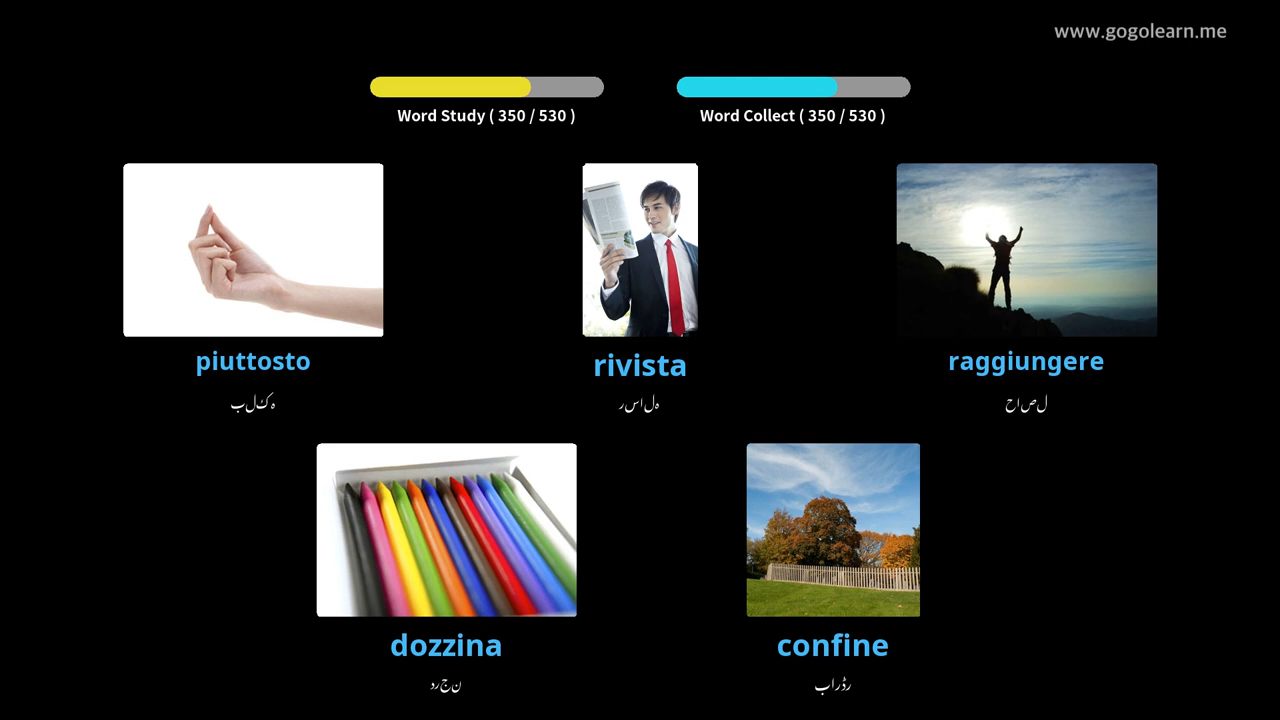 www.gogolearn.me
Word Study ( 350 / 530 )
Word Collect ( 350 / 530 )
piuttosto
بلکہ
rivista
رسالہ
raggiungere
حاصل
dozzina
درجن
confine
بارڈر